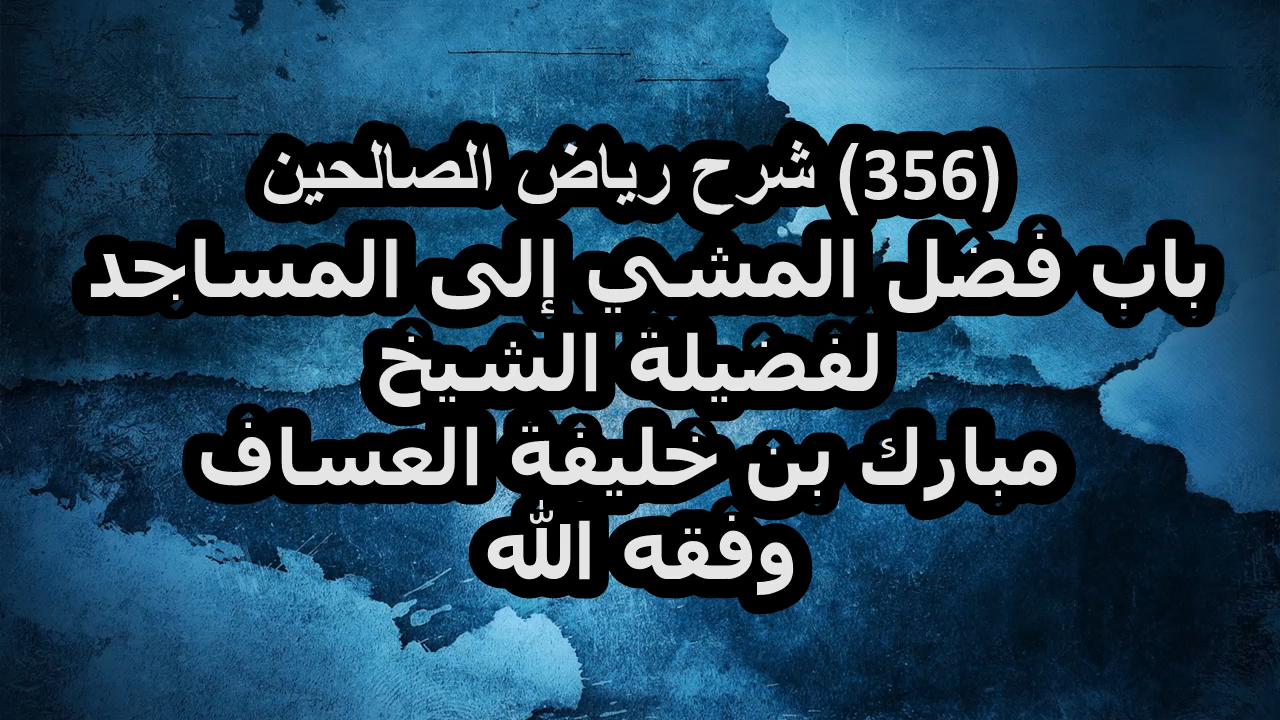 (356) شرح رياض الصالحين
باب فضل المشي إلى المساجد
لفضيلة الشيخ
مبارك بن خليفة العساف
وفقه الله